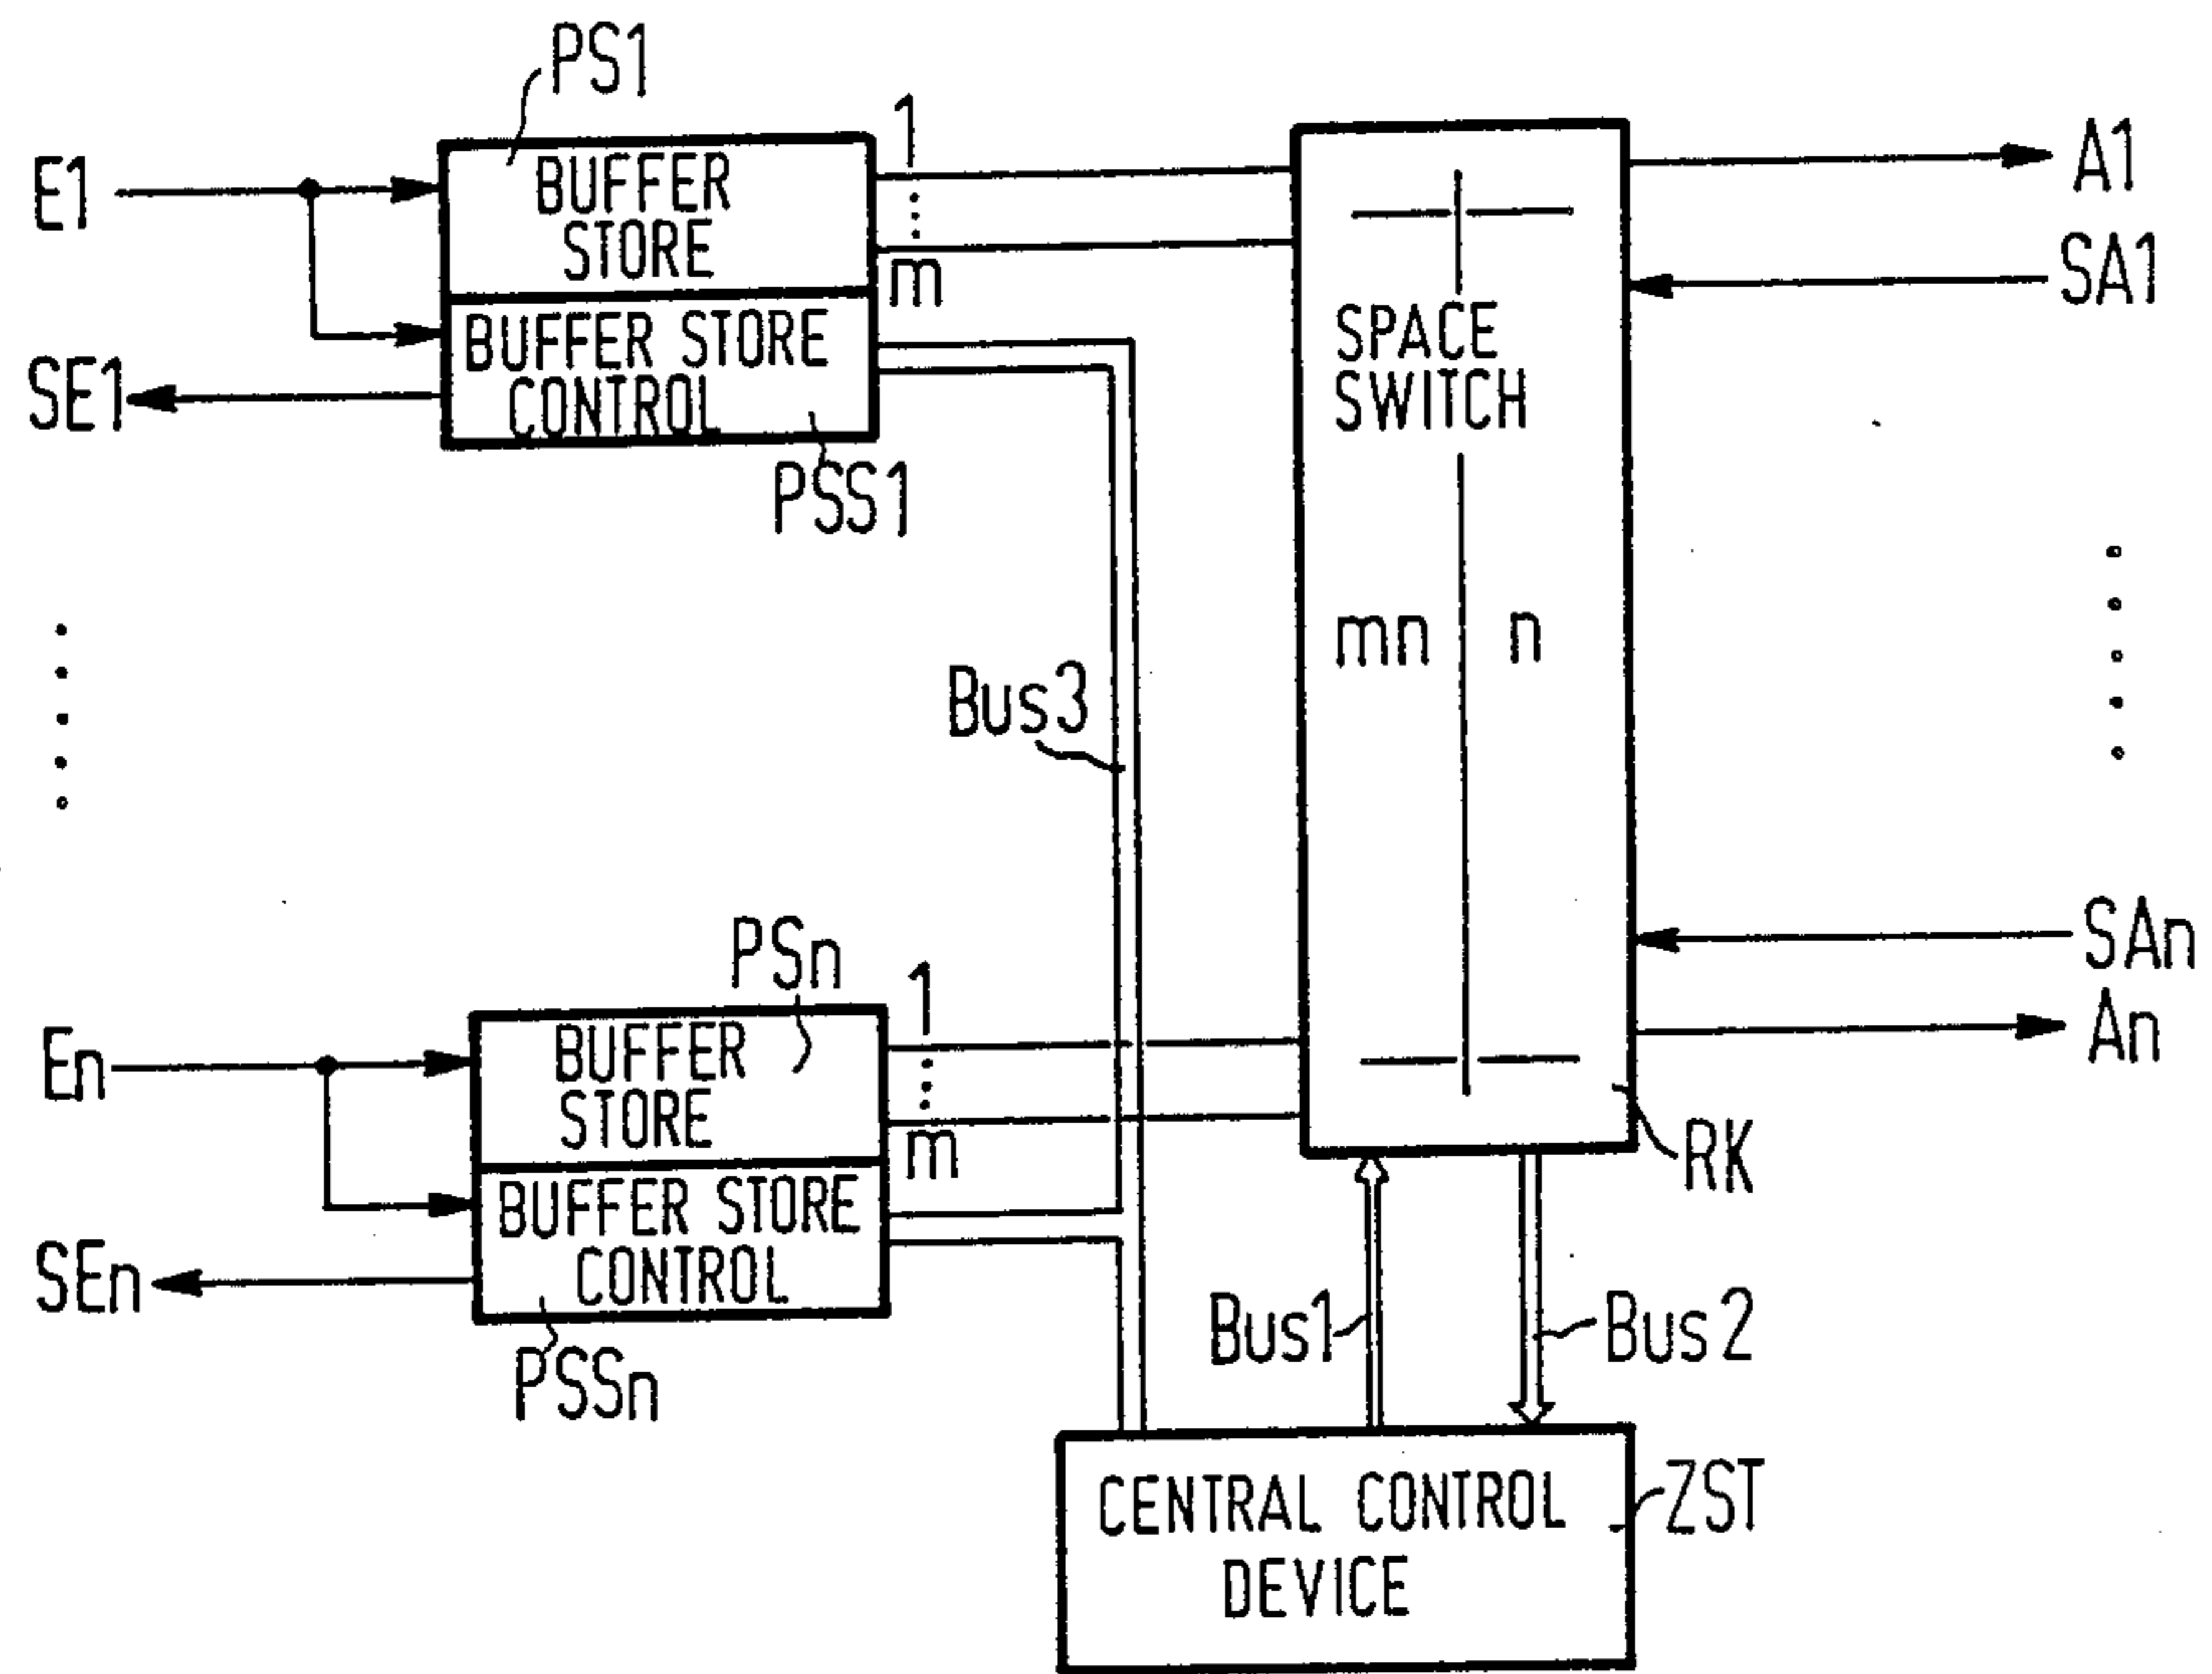 PS1
E1
BUFFER
STORE
1
m
BUFFER STORE
CONTROL
SE1
PSS1
SPACE
SWITCH
mn
n
A1
SA1
Bus3
PSn
En
BUFFER
STORE
1
m
BUFFER STORE
CONTROL
SEn
PSSn
SAn
An
RK
Bus1
Bus2
CENTRAL CONTROL
DEVICE
ZST